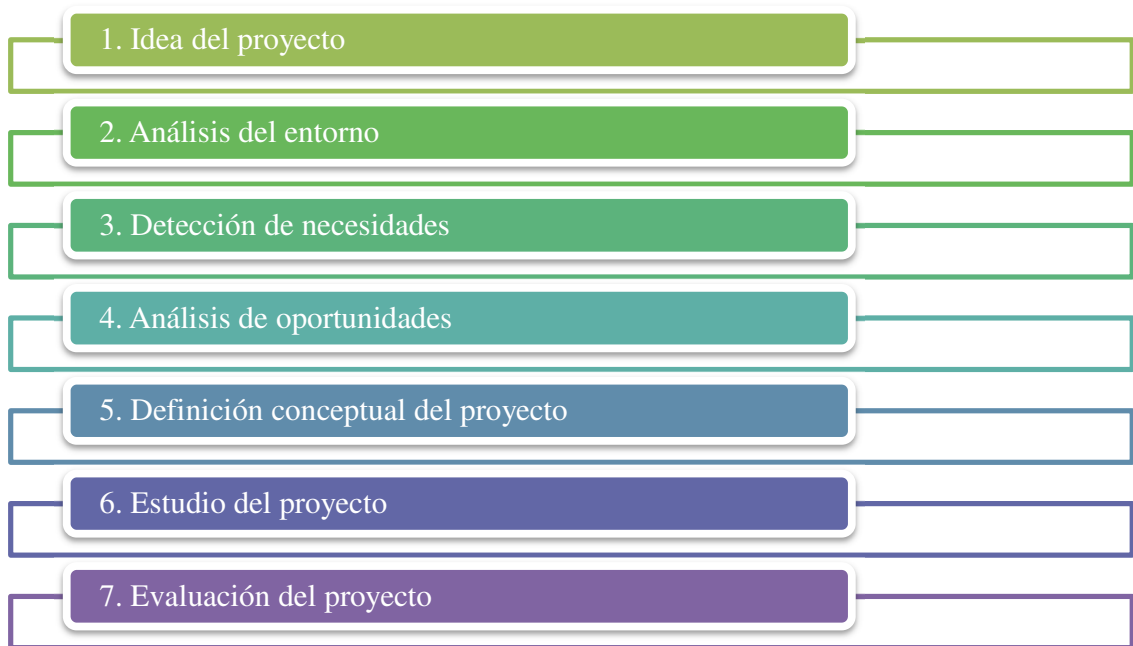 1. Idea del proyecto
2. Análisis del entorno
3. Detección de necesidades
4. Análisis de oportunidades
5. Definición conceptual del proyecto
6. Estudio del proyecto
7. Evaluación del proyecto